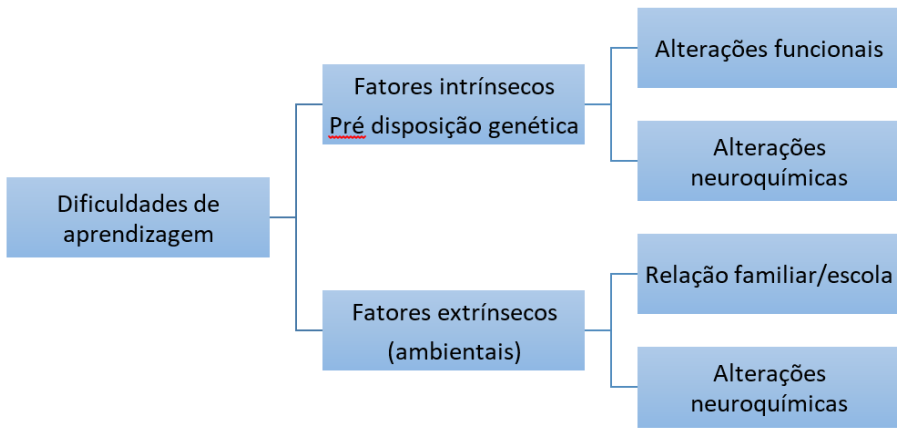 Dificuldades de
aprendizagem
Fatores intrínsecos
Pré disposição genética
Alterações funcionais
Alterações
neuroquímicas
Fatores extrínsecos
(ambientais)
Relação familiar/escola
Alterações
neuroquímicas